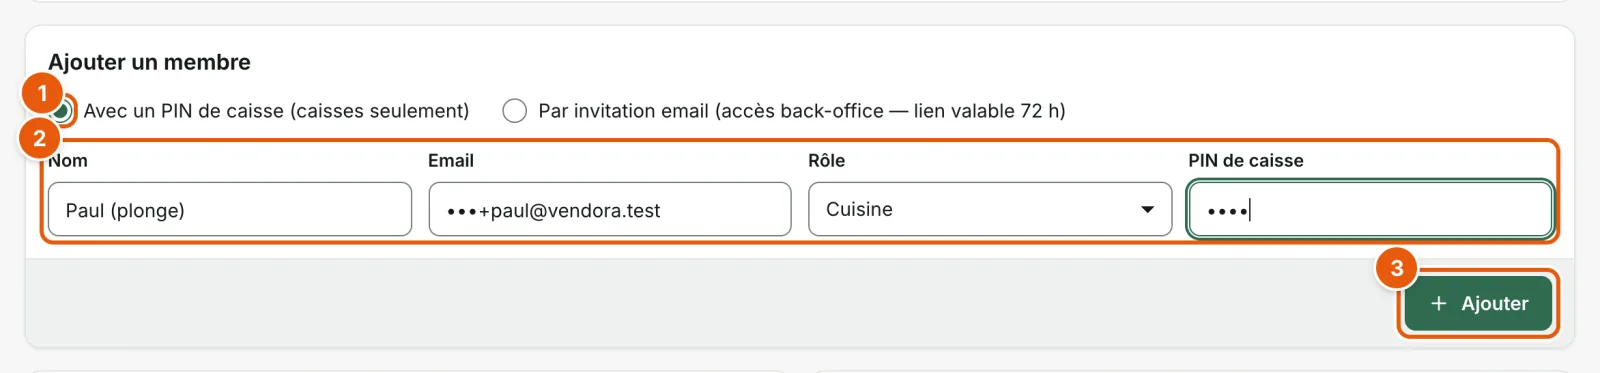 Ajouter un membre
1
Avec un PIN de caisse (caisses seulement)
Par invitation email (accès back-office — lien valable 72 h)
2
Nom
Email
Rôle
PIN de caisse
Paul (plonge)
•••+paul@vendora.test
Cuisine
••••
3
+ Ajouter